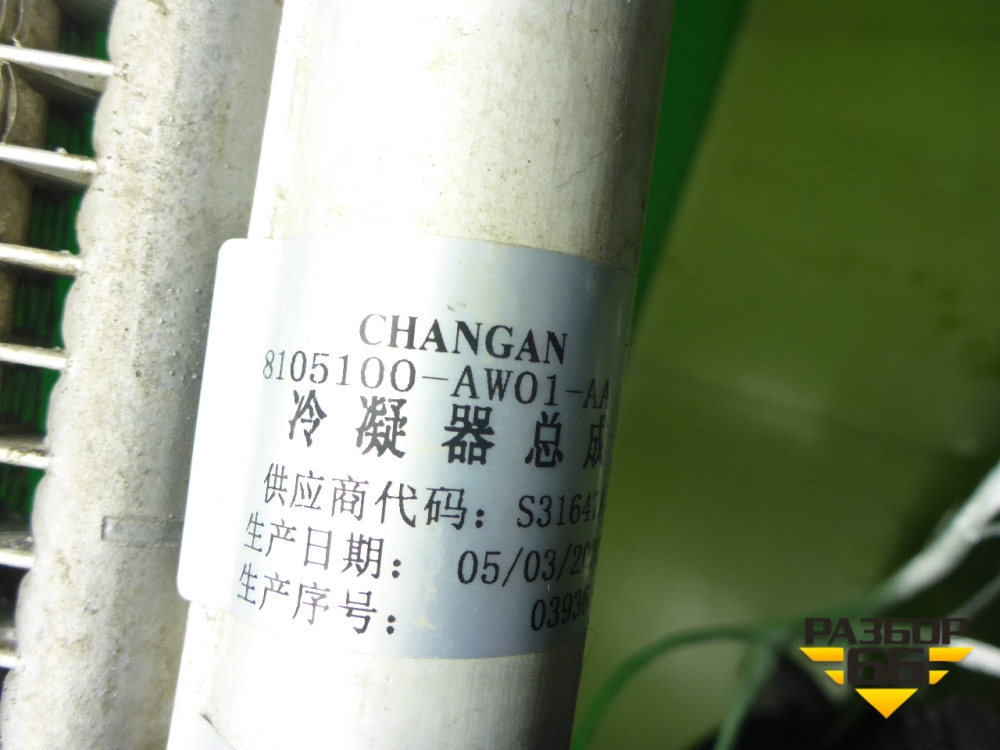 CHANGAN
8105100-AW01-AA
冷凝器总成
供应商代码：S3164
生产日期：05/03/20
生产序号：0393
РАЗБОР
66